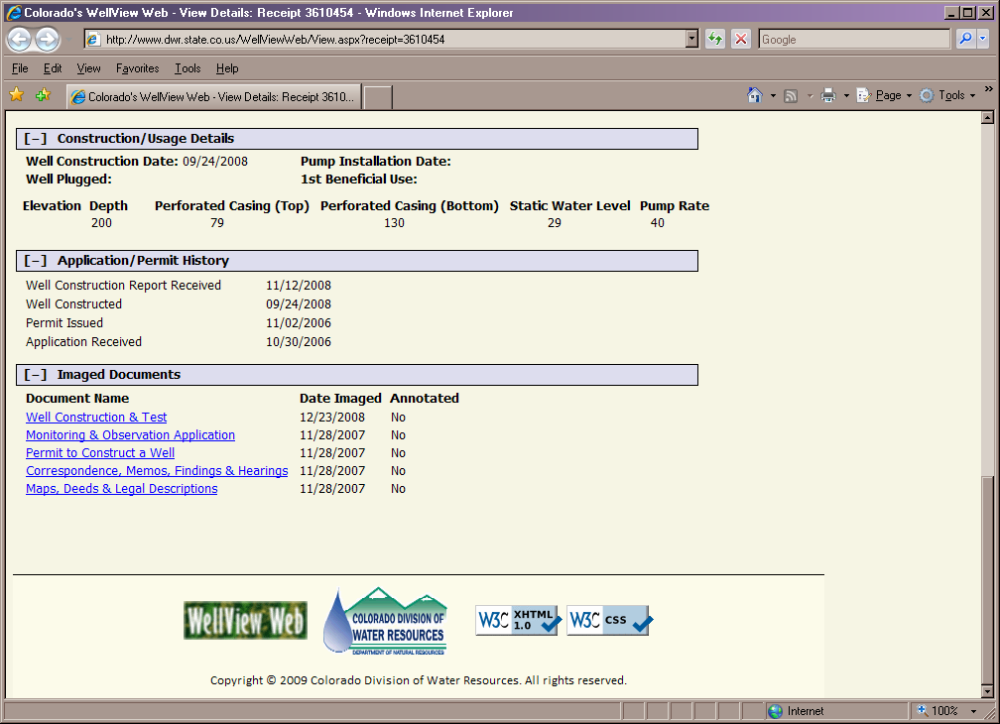 Colorado's WellView Web - View Details: Receipt 3610454 - Windows Internet Explorer
http://www.dwr.state.co.us/WellViewWeb/View.aspx?receipt=3610454
Google
File Edit View Favorites Tools Help
Colorado's WellView Web - View Details: Receipt 3610...
Page Tools »
[-] Construction/Usage Details
Well Construction Date: 09/24/2008 Pump Installation Date:
Well Plugged: 1st Beneficial Use:
Elevation Depth Perforated Casing (Top) Perforated Casing (Bottom) Static Water Level Pump Rate
200 79 130 29 40
[-] Application/Permit History
Well Construction Report Received 11/12/2008
Well Constructed 09/24/2008
Permit Issued 11/02/2006
Application Received 10/30/2006
[-] Imaged Documents
Document Name Date Imaged Annotated
Well Construction & Test 12/23/2008 No
Monitoring & Observation Application 11/28/2007 No
Permit to Construct a Well 11/28/2007 No
Correspondence, Memos, Findings & Hearings 11/28/2007 No
Maps, Deeds & Legal Descriptions 11/28/2007 No
WellView Web
COLORADO DIVISION OF
WATER RESOURCES
DEPARTMENT OF NATURAL RESOURCES
W3C XHTML 1.0
W3C CSS
Copyright © 2009 Colorado Division of Water Resources. All rights reserved.
Internet
100%